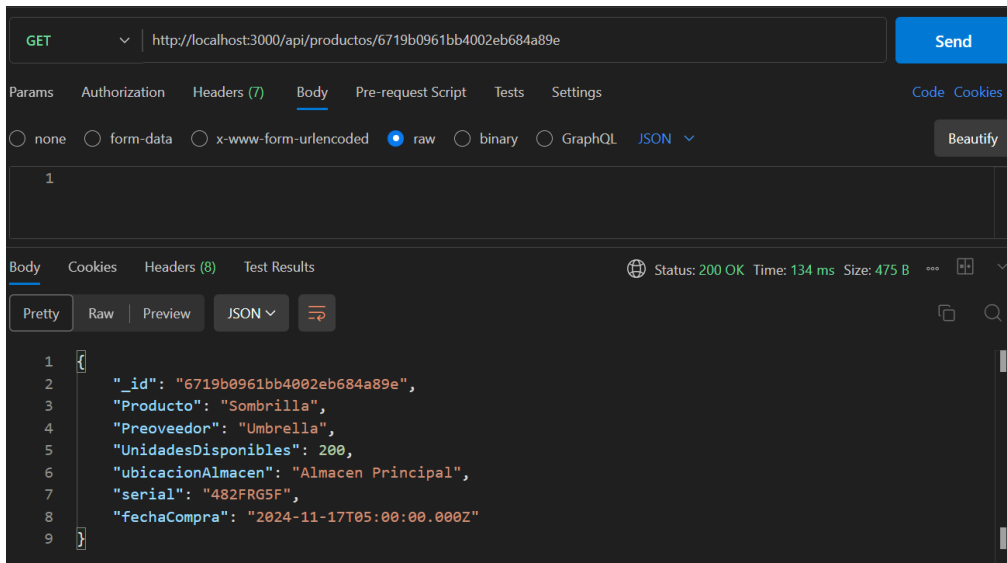 GET http://localhost:3000/api/productos/6719b0961bb4002eb684a89e Send
Params Authorization Headers (7) Body Pre-request Script Tests Settings Code Cookies
none form-data x-www-form-urlencoded raw binary GraphQL JSON Beautify
1
Body Cookies Headers (8) Test Results Status: 200 OK Time: 134 ms Size: 475 B
Pretty Raw Preview JSON
1 {
2 "_id": "6719b0961bb4002eb684a89e",
3 "Producto": "Sombrilla",
4 "Preoveedor": "Umbrella",
5 "UnidadesDisponibles": 200,
6 "ubicacionAlmacen": "Almacen Principal",
7 "serial": "482FRG5F",
8 "fechaCompra": "2024-11-17T05:00:00.000Z"
9 }